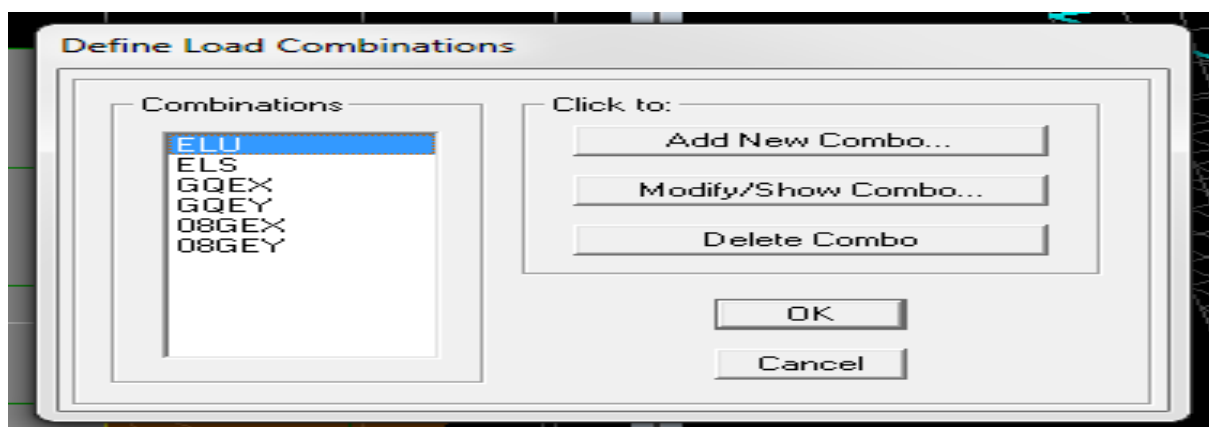 Define Load Combinations
Combinations
ELU
ELS
GQEX
GQEY
08GEX
08GEY
Click to:
Add New Combo...
Modify/Show Combo...
Delete Combo
OK
Cancel